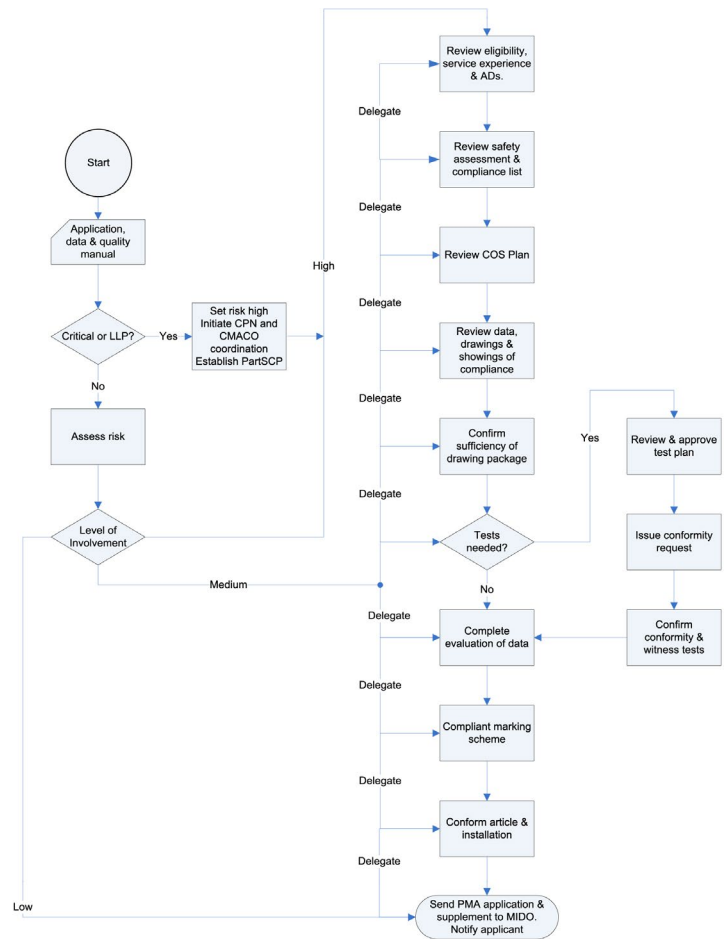 Start
Application,
data & quality
manual
Critical or LLP?
Yes
Set risk high
Initiate CPN and
CMACO
coordination
Establish PartSCP
No
Assess risk
Level of
Involvement
High
Medium
Low
Review eligibility,
service experience
& ADs.
Delegate
Review safety
assessment &
compliance list
Delegate
Review COS Plan
Delegate
Review data,
drawings &
showings of
compliance
Delegate
Confirm
sufficiency of
drawing package
Delegate
Tests
needed?
Yes
Review & approve
test plan
Issue conformity
request
Confirm
conformity &
witness tests
No
Delegate
Complete
evaluation of data
Delegate
Compliant marking
scheme
Delegate
Conform article &
installation
Delegate
Send PMA application &
supplement to MIDO.
Notify applicant